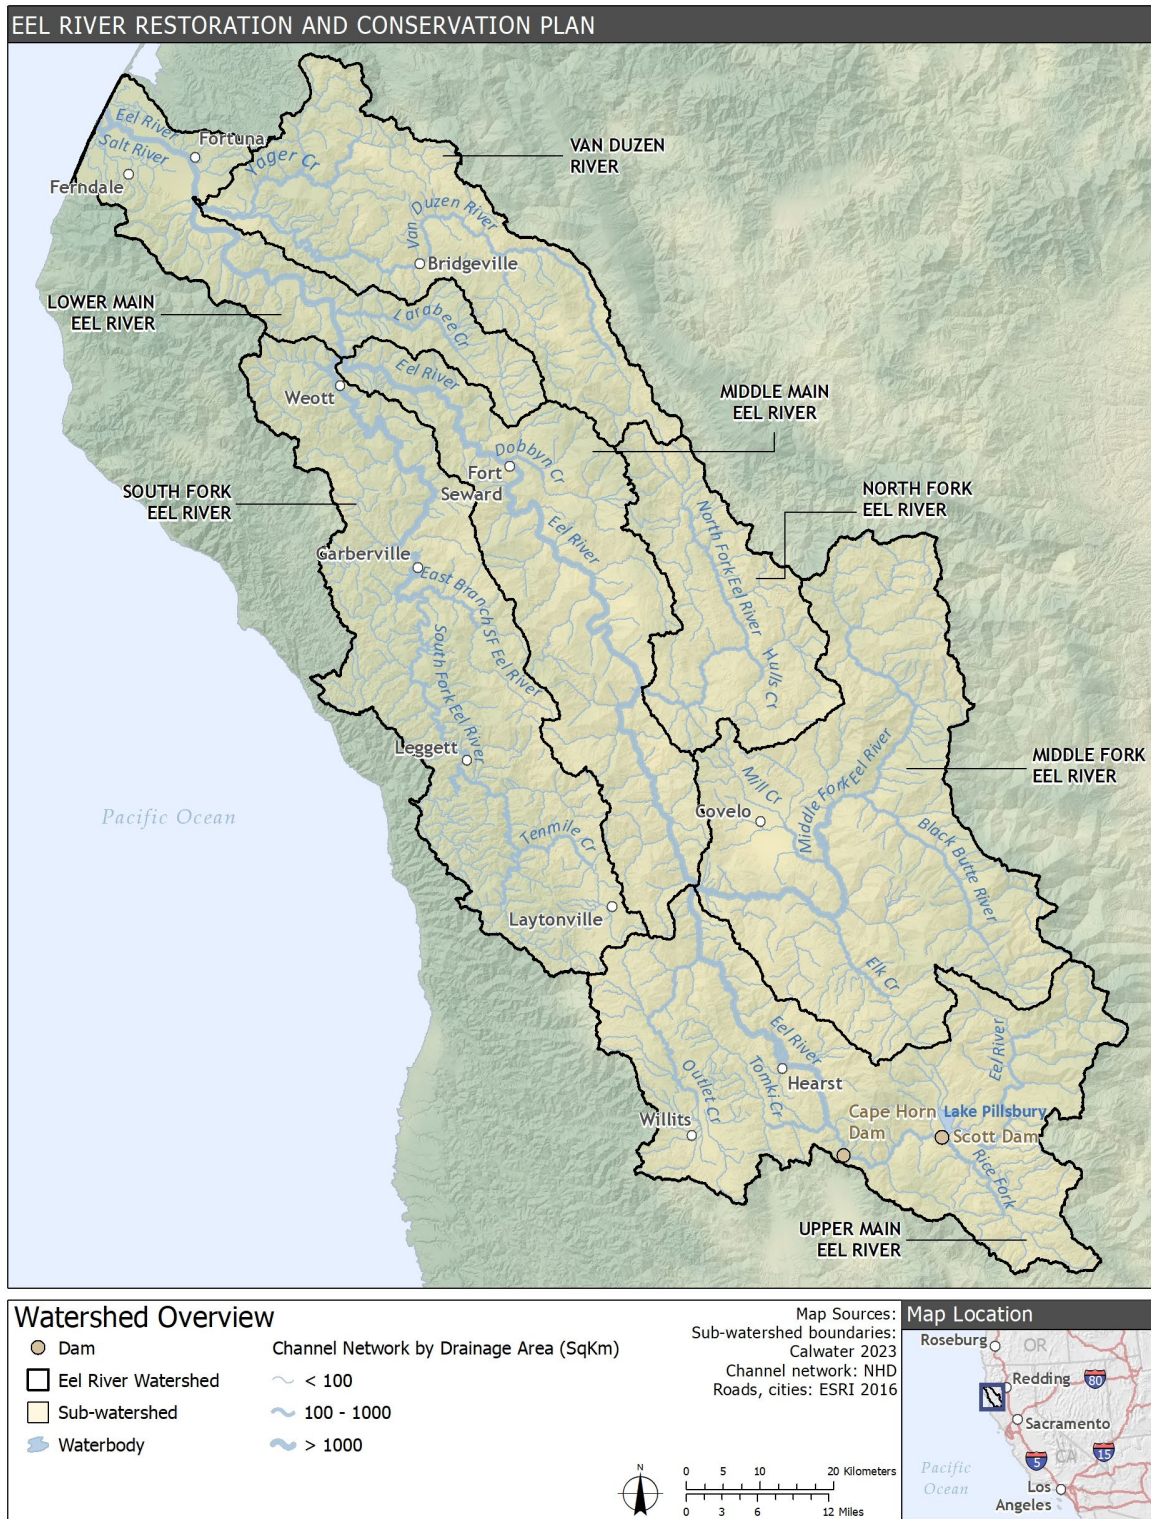 EEL RIVER RESTORATION AND CONSERVATION PLAN
Eel River
Salt River
Fortuna
Ferndale
Yager Cr
VAN DUZEN
RIVER
Van Duzen River
Bridgeville
LOWER MAIN
EEL RIVER
Larabee Cr
Eel River
Weott
MIDDLE MAIN
EEL RIVER
Dobbyn Cr
Fort
Seward
SOUTH FORK
EEL RIVER
NORTH FORK
EEL RIVER
North Fork Eel River
Eel River
Garberville
East Branch SF Eel River
South Fork Eel River
Hulls Cr
Leggett
MIDDLE FORK
EEL RIVER
Middle Fork Eel River
Mill Cr
Covelo
Pacific Ocean
Black Butte River
Tenmile Cr
Laytonville
Elk Cr
Eel River
Eel River
Outlet Cr
Tomki Cr
Hearst
Willits
Cape Horn
Dam
Lake Pillsbury
Scott Dam
Rice Fork
UPPER MAIN
EEL RIVER
Watershed Overview
Dam
Eel River Watershed
Sub-watershed
Waterbody
Channel Network by Drainage Area (SqKm)
< 100
100 - 1000
> 1000
Map Sources:
Sub-watershed boundaries:
Calwater 2023
Channel network: NHD
Roads, cities: ESRI 2016
N
0 5 10 20 Kilometers
0 3 6 12 Miles
Map Location
Roseburg
OR
Redding
80
Sacramento
5
CA
15
Pacific
Ocean
Los
Angeles